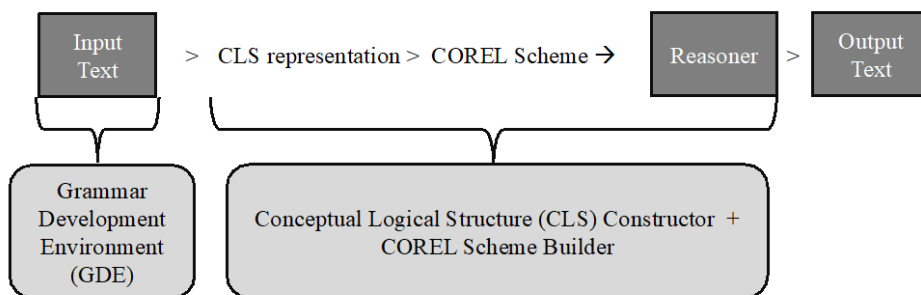 Input
Text
> CLS representation > COREL Scheme → Reasoner > Output
Text
Grammar
Development
Environment
(GDE)
Conceptual Logical Structure (CLS) Constructor +
COREL Scheme Builder